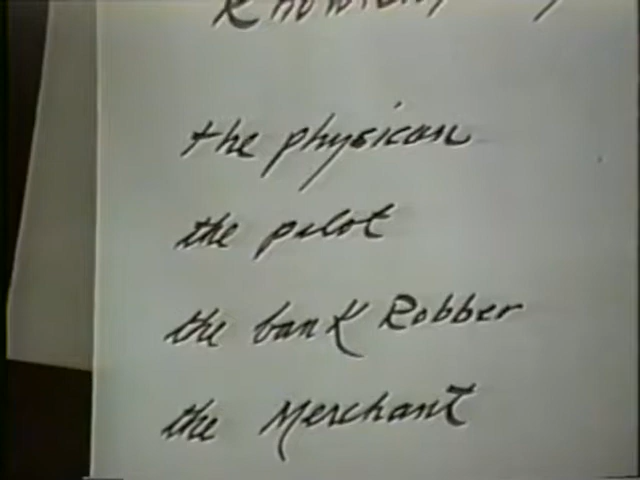 the physican
the pilot
the bank Robber
the Merchant